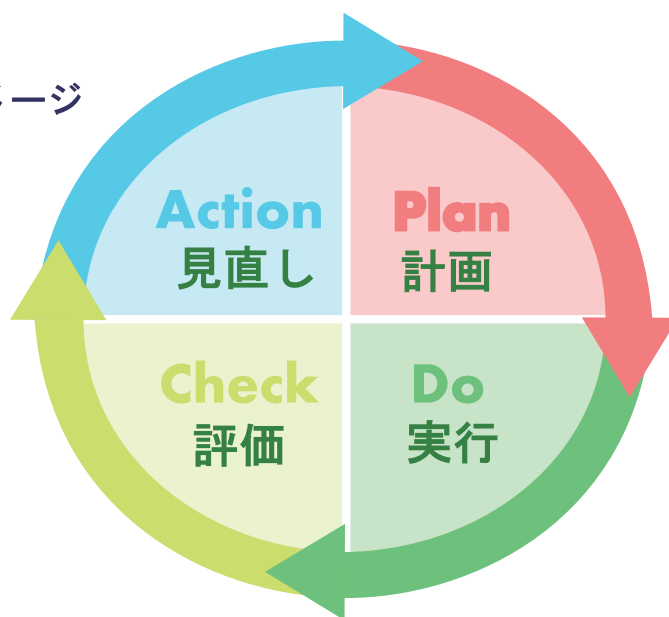 ージ
Action
見直し
Plan
計画
Check
評価
Do
実行